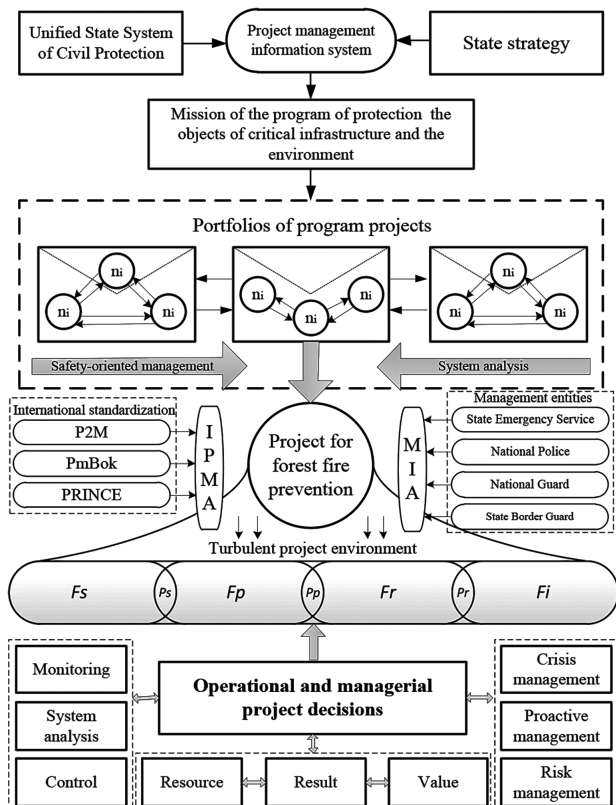 Unified State System
of Civil Protection
Project management
information system
State strategy
Mission of the program of protection the
objects of critical infrastructure and the
environment
Portfolios of program projects
ni
ni
ni
ni
ni
ni
ni
ni
ni
Safety-oriented management
System analysis
International standardization
P2M
PmBok
PRINCE
IPMA
Project for
forest fire
prevention
MIA
Management entities
State Emergency Service
National Police
National Guard
State Border Guard
Turbulent project environment
Fs
Ps
Fp
Pp
Fr
Pr
Fi
Monitoring
System
analysis
Control
Operational and managerial
project decisions
Resource
Result
Value
Crisis
management
Proactive
management
Risk
management